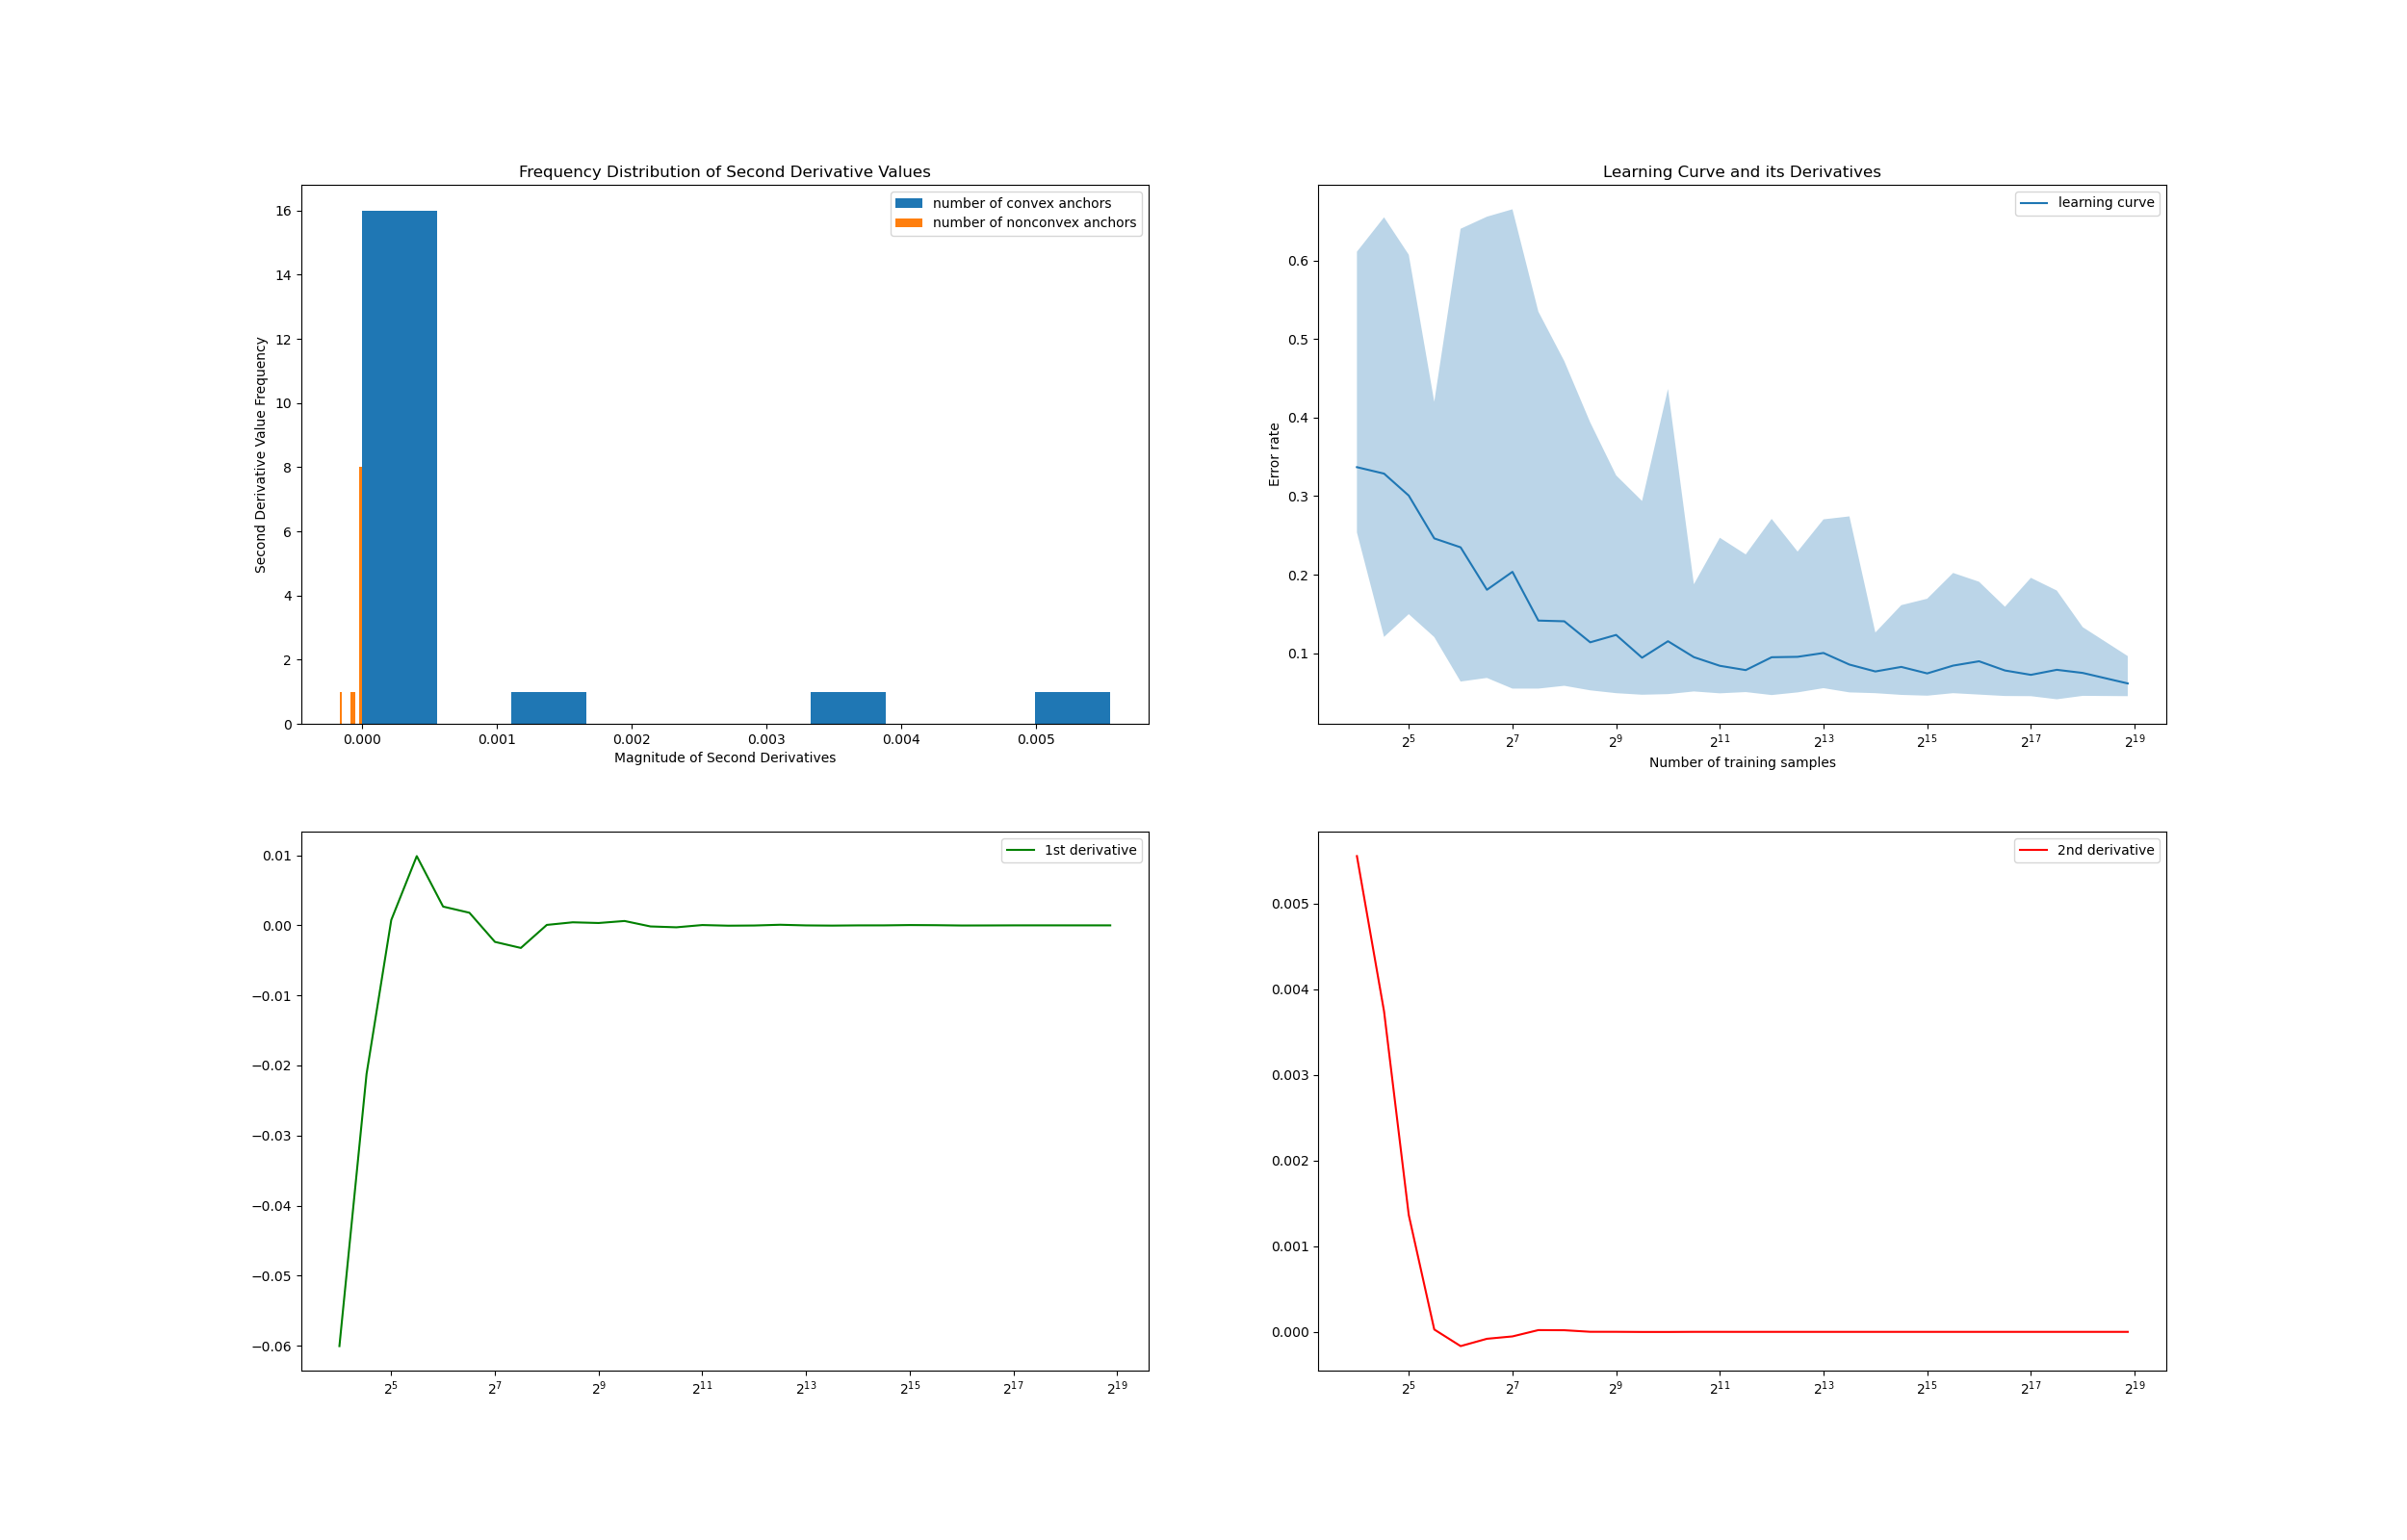 Frequency Distribution of Second Derivative Values
number of convex anchors
number of nonconvex anchors
16
14
12
10
8
6
4
2
0
Second Derivative Value Frequency
0.000 0.001 0.002 0.003 0.004 0.005
Magnitude of Second Derivatives
Learning Curve and its Derivatives
learning curve
0.6
0.5
0.4
0.3
0.2
0.1
Error rate
2^5 2^7 2^9 2^11 2^13 2^15 2^17 2^19
Number of training samples
1st derivative
0.01
0.00
−0.01
−0.02
−0.03
−0.04
−0.05
−0.06
2^5 2^7 2^9 2^11 2^13 2^15 2^17 2^19
2nd derivative
0.005
0.004
0.003
0.002
0.001
0.000
2^5 2^7 2^9 2^11 2^13 2^15 2^17 2^19